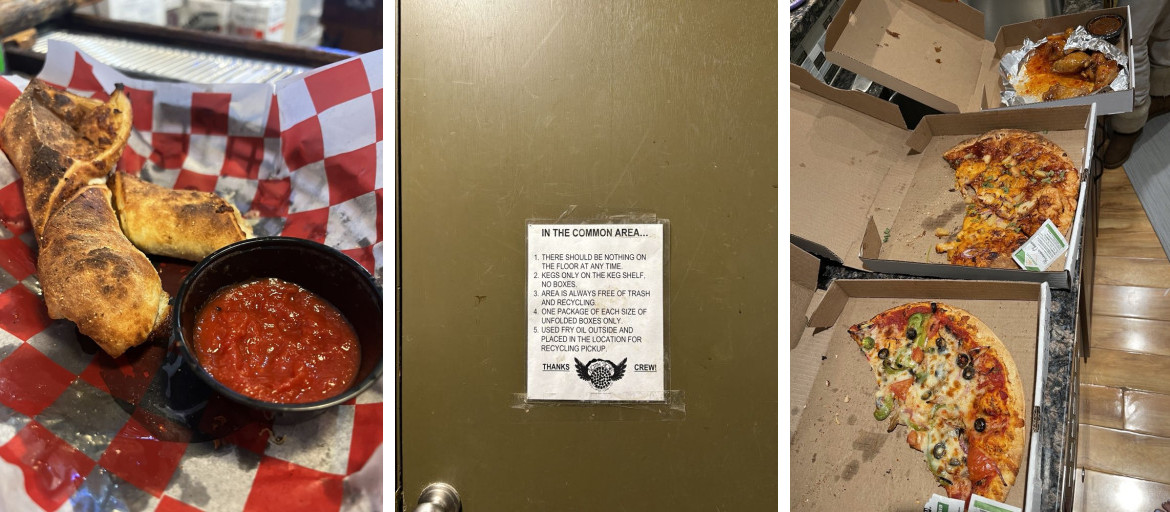 IN THE COMMON AREA...
1. THERE SHOULD BE NOTHING ON
THE FLOOR AT ANY TIME.
2. KEGS ONLY ON THE KEG SHELF,
NO BOXES.
3. AREA IS ALWAYS FREE OF TRASH
AND RECYCLING.
4. ONE PACKAGE OF EACH SIZE OF
UNFOLDED BOXES ONLY.
5. USED FRY OIL OUTSIDE AND
PLACED IN THE LOCATION FOR
RECYCLING PICKUP.
THANKS CREW!